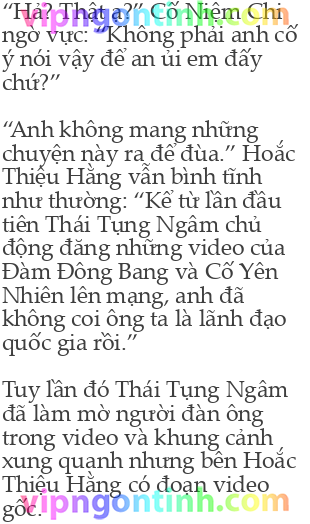 “Hả? Thật ạ?” Cố Niệm Chi
ngờ vực: “Không phải anh cố
ý nói vậy để an ủi em đấy
chứ?”
“Anh không mang những
chuyện này ra để đùa.” Hoắc
Thiệu Hằng vẫn bình tĩnh
như thường: “Kể từ lần đầu
tiên Thái Tụng Ngâm chủ
động đăng những video của
Đàm Đông Bang và Cố Yên
Nhiên lên mạng, anh đã
không coi ông ta là lãnh đạo
quốc gia rồi.”
Tuy lần đó Thái Tụng Ngâm
đã làm mờ người đàn ông
trong video và khung cảnh
xung quanh nhưng bên Hoắc
Thiệu Hằng có đoạn video
gốc.
vipngontinh.com
vipngontinh.com